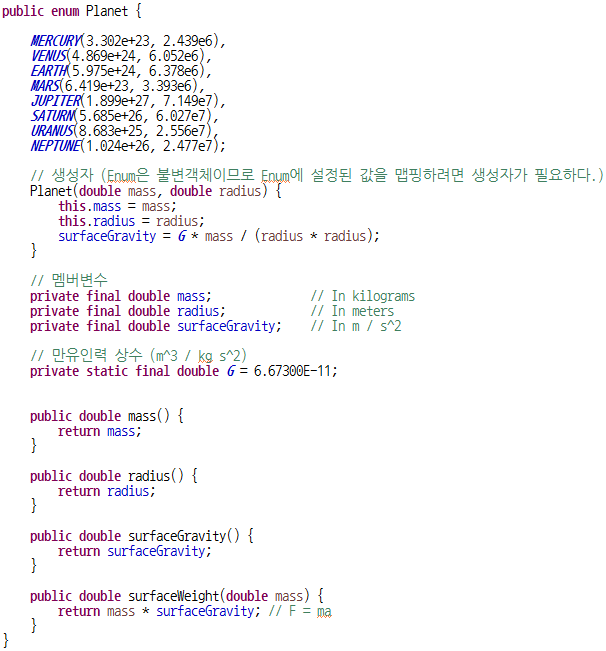 public enum Planet {
MERCURY(3.302e+23, 2.439e6),
VENUS(4.869e+24, 6.052e6),
EARTH(5.975e+24, 6.378e6),
MARS(6.419e+23, 3.393e6),
JUPITER(1.899e+27, 7.149e7),
SATURN(5.685e+26, 6.027e7),
URANUS(8.683e+25, 2.556e7),
NEPTUNE(1.024e+26, 2.477e7);
// 생성자 (Enum은 불변객체이므로 Enum에 설정된 값을 맵핑하려면 생성자가 필요하다.)
Planet(double mass, double radius) {
this.mass = mass;
this.radius = radius;
surfaceGravity = G * mass / (radius * radius);
}
// 멤버변수
private final double mass; // In kilograms
private final double radius; // In meters
private final double surfaceGravity; // In m / s^2
// 만유인력 상수 (m^3 / kg s^2)
private static final double G = 6.67300E-11;
public double mass() {
return mass;
}
public double radius() {
return radius;
}
public double surfaceGravity() {
return surfaceGravity;
}
public double surfaceWeight(double mass) {
return mass * surfaceGravity; // F = ma
}
}